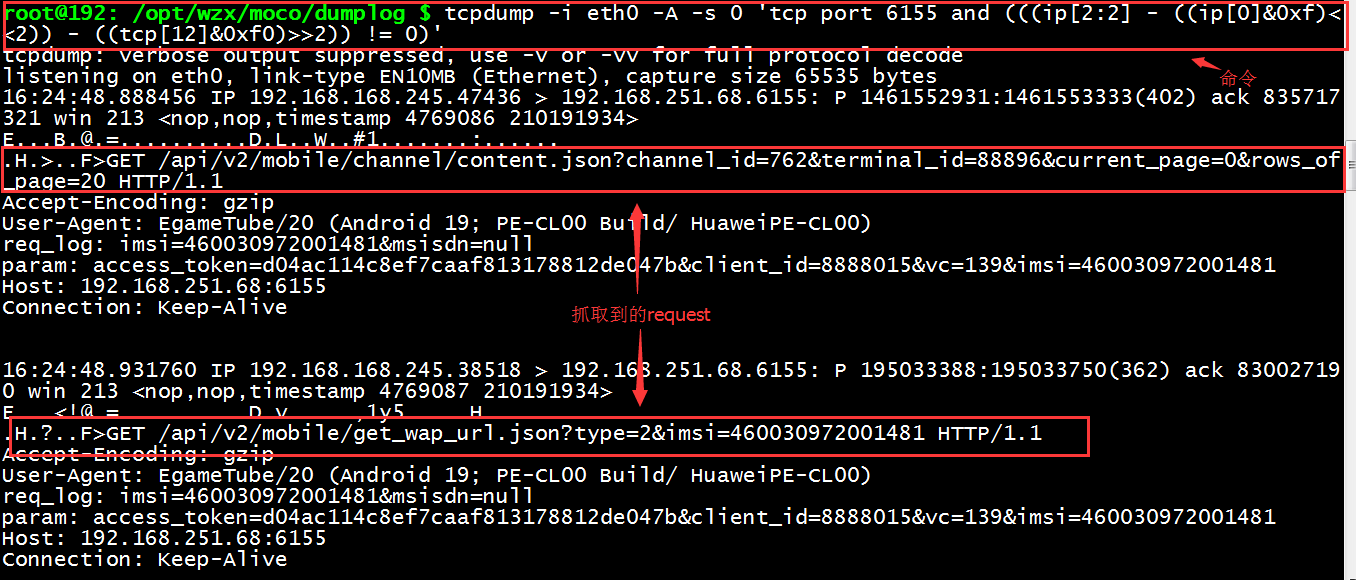 root@192: /opt/wzx/moco/dumplog $ tcpdump -i eth0 -A -s 0 'tcp port 6155 and (((ip[2:2] - ((ip[0]&0xf)<
<2)) - ((tcp[12]&0xf0)>>2)) != 0)'
tcpdump: verbose output suppressed, use -v or -vv for full protocol decode
listening on eth0, link-type EN10MB (Ethernet), capture size 65535 bytes
命令
16:24:48.888456 IP 192.168.168.245.47436 > 192.168.251.68.6155: P 1461552931:1461553333(402) ack 835717
321 win 213 <nop,nop,timestamp 4769086 210191934>
E...B.@.=..........D.L..W..#1.......:......
.H.>..F>GET /api/v2/mobile/channel/content.json?channel_id=762&terminal_id=88896&current_page=0&rows_of
_page=20 HTTP/1.1
Accept-Encoding: gzip
User-Agent: EgameTube/20 (Android 19; PE-CL00 Build/ HuaweiPE-CL00)
req_log: imsi=460030972001481&msisdn=null
param: access_token=d04ac114c8ef7caaf813178812de047b&client_id=8888015&vc=139&imsi=460030972001481
Host: 192.168.251.68:6155
Connection: Keep-Alive
抓取到的request
16:24:48.931760 IP 192.168.168.245.38518 > 192.168.251.68.6155: P 195033388:195033750(362) ack 83002719
0 win 213 <nop,nop,timestamp 4769087 210191934>
.H.?..F>GET /api/v2/mobile/get_wap_url.json?type=2&imsi=460030972001481 HTTP/1.1
Accept-Encoding: gzip
User-Agent: EgameTube/20 (Android 19; PE-CL00 Build/ HuaweiPE-CL00)
req_log: imsi=460030972001481&msisdn=null
param: access_token=d04ac114c8ef7caaf813178812de047b&client_id=8888015&vc=139&imsi=460030972001481
Host: 192.168.251.68:6155
Connection: Keep-Alive